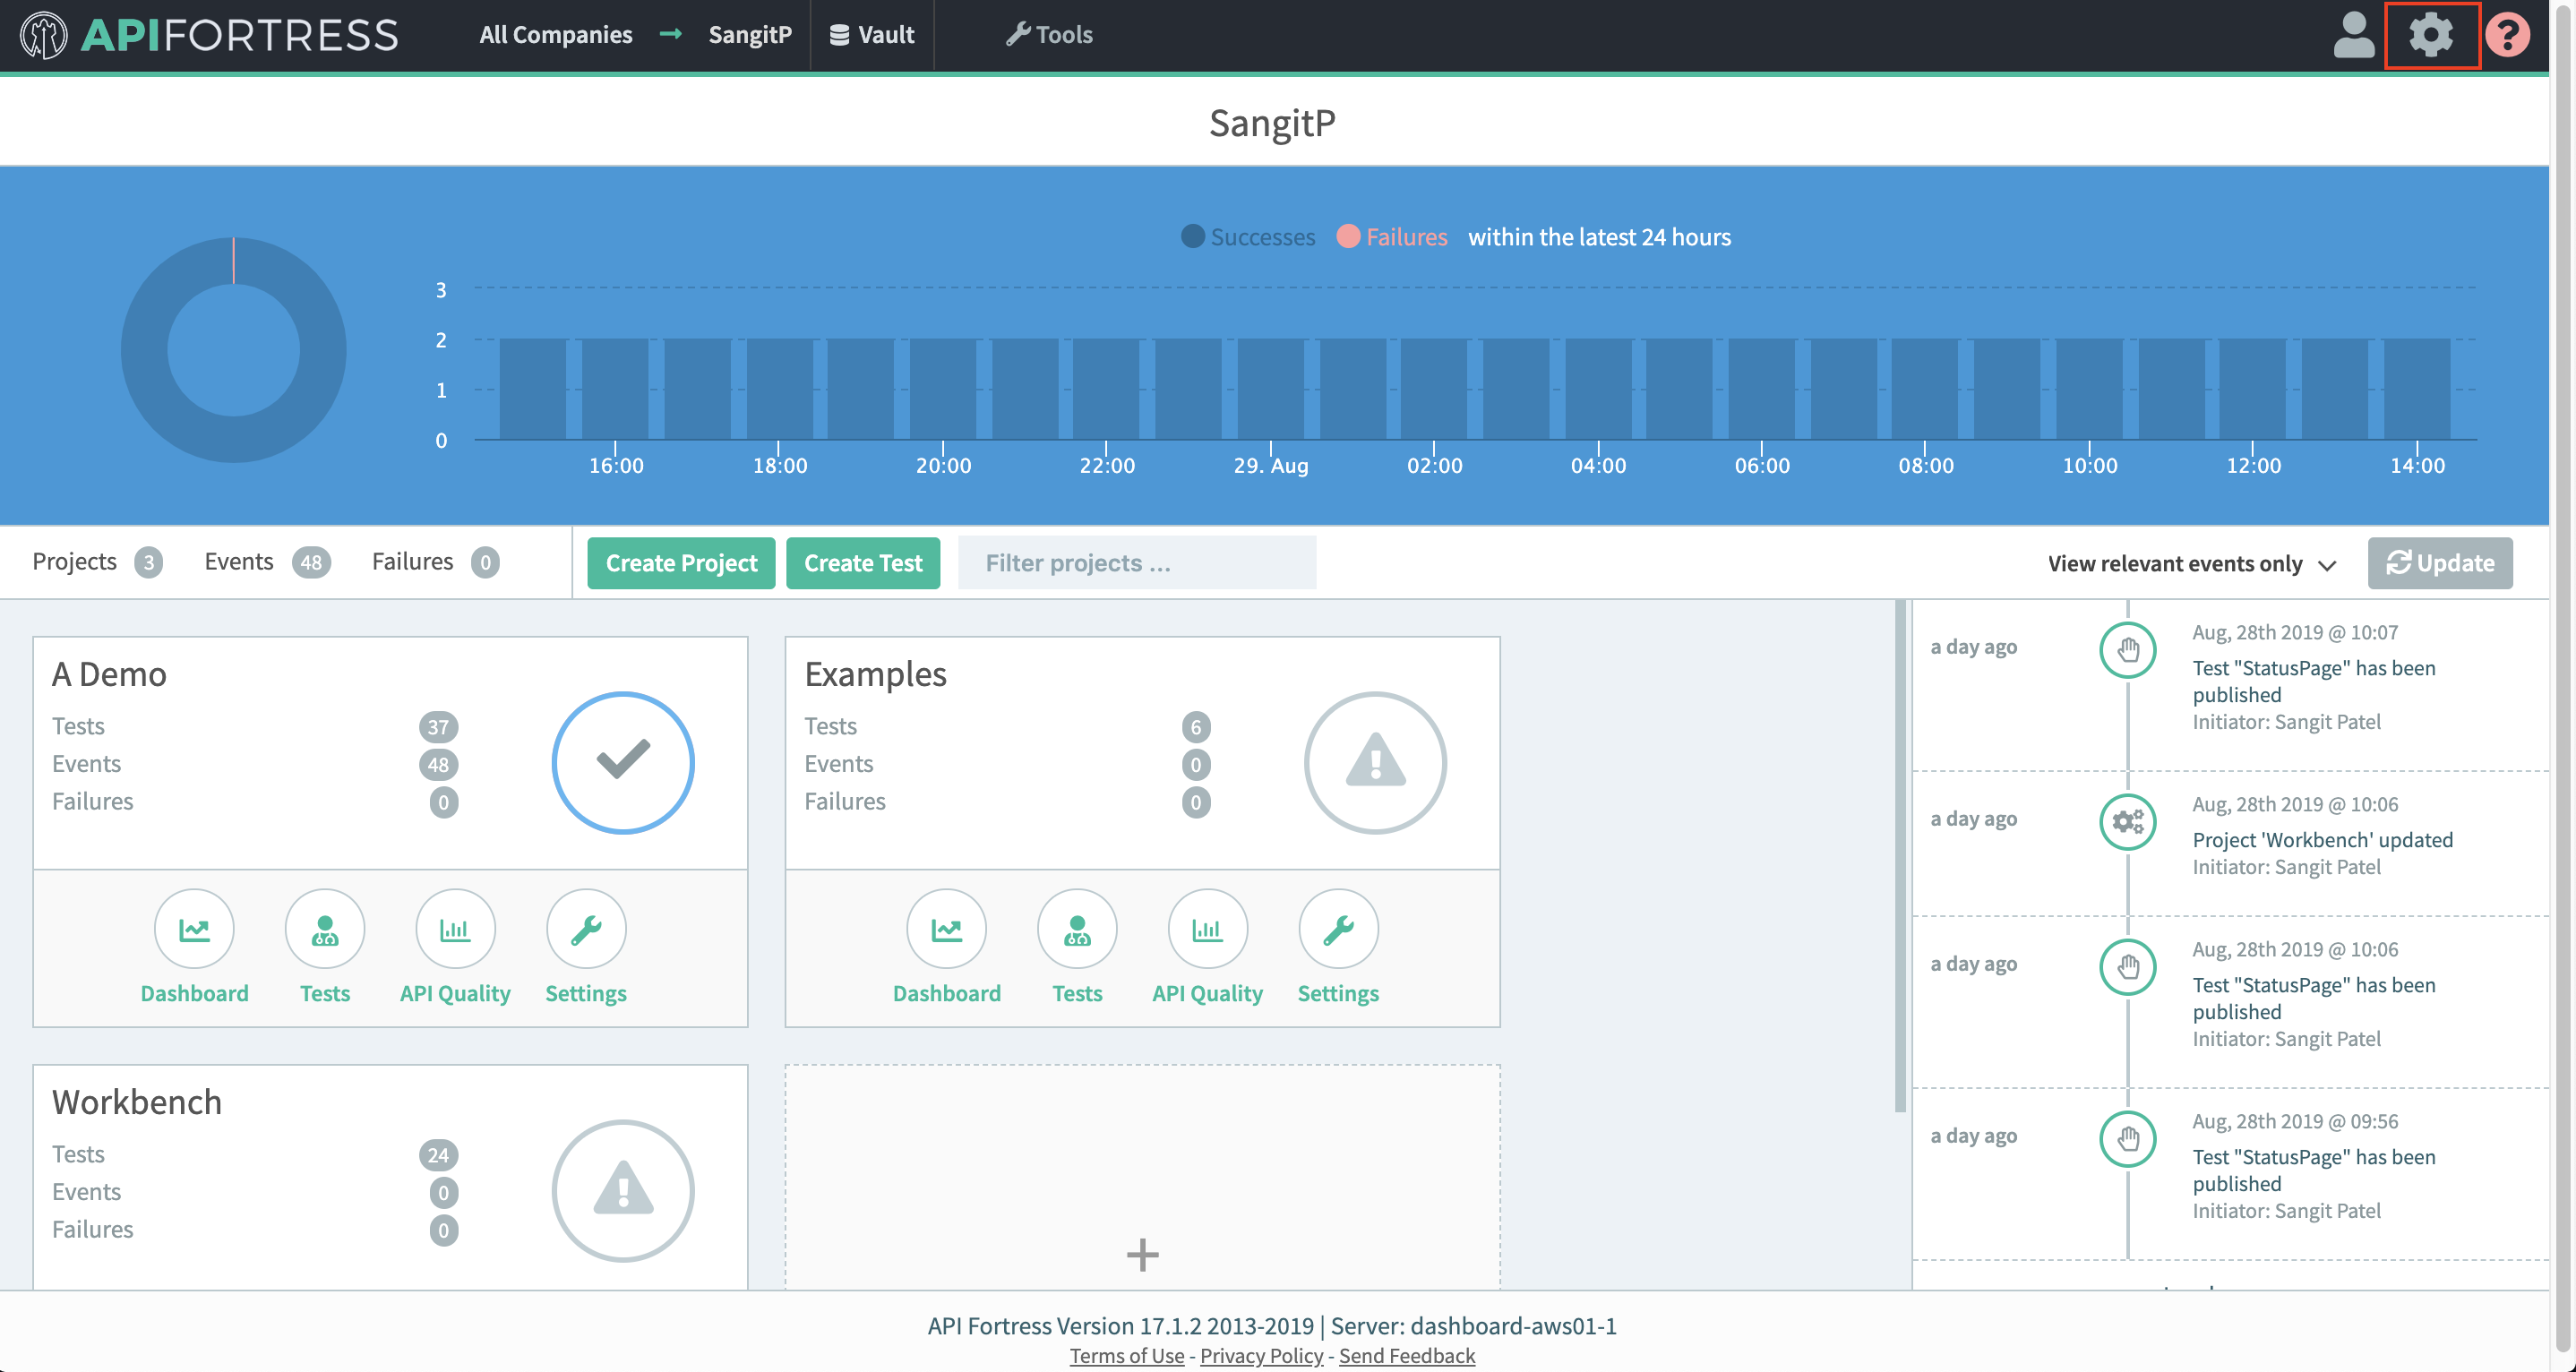 APIFORTRESS
All Companies → SangitP
Vault
Tools
?
SangitP
Successes Failures within the latest 24 hours
3
2
1
0
16:00 18:00 20:00 22:00 29. Aug 02:00 04:00 06:00 08:00 10:00 12:00 14:00
Projects 3 Events 48 Failures 0
Create Project
Create Test
Filter projects ...
View relevant events only
Update
A Demo
Tests 37
Events 48
Failures 0
Dashboard Tests API Quality Settings
Examples
Tests 6
Events 0
Failures 0
Dashboard Tests API Quality Settings
Workbench
Tests 24
Events 0
Failures 0
+
a day ago
Aug, 28th 2019 @ 10:07
Test "StatusPage" has been
published
Initiator: Sangit Patel
a day ago
Aug, 28th 2019 @ 10:06
Project 'Workbench' updated
Initiator: Sangit Patel
a day ago
Aug, 28th 2019 @ 10:06
Test "StatusPage" has been
published
Initiator: Sangit Patel
a day ago
Aug, 28th 2019 @ 09:56
Test "StatusPage" has been
published
Initiator: Sangit Patel
API Fortress Version 17.1.2 2013-2019 | Server: dashboard-aws01-1
Terms of Use - Privacy Policy - Send Feedback